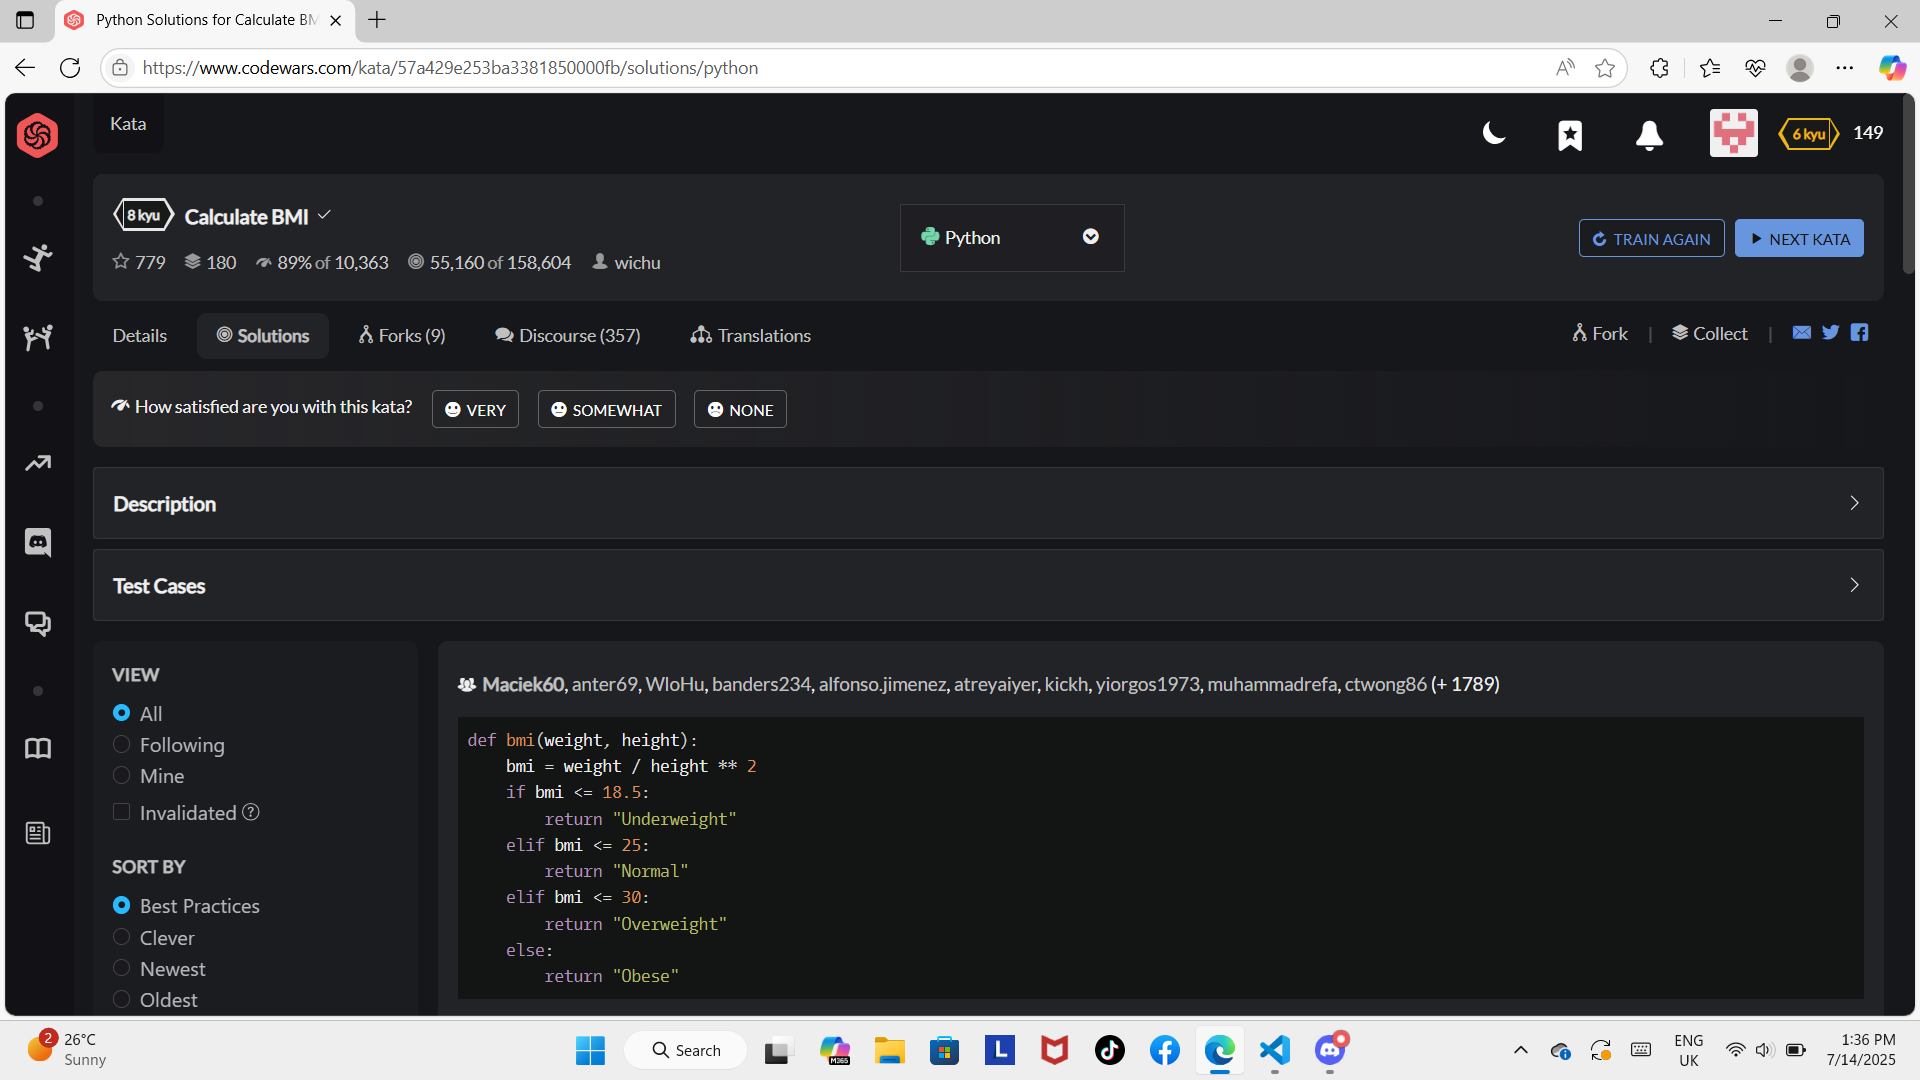 Python Solutions for Calculate BM
https://www.codewars.com/kata/57a429e253ba3381850000fb/solutions/python
Kata
6 kyu
149
8 kyu
Calculate BMI
Python
TRAIN AGAIN
NEXT KATA
779
180
89% of 10,363
55,160 of 158,604
wichu
Details
Solutions
Forks (9)
Discourse (357)
Translations
Fork
|
Collect
|
How satisfied are you with this kata?
VERY
SOMEWHAT
NONE
Description
Test Cases
VIEW
All
Following
Mine
Invalidated
SORT BY
Best Practices
Clever
Newest
Oldest
Maciek60, anter69, WloHu, banders234, alfonso.jimenez, atreyaiyer, kickh, yiorgos1973, muhammadrefa, ctwong86 (+ 1789)
def bmi(weight, height):
    bmi = weight / height ** 2
    if bmi <= 18.5:
        return "Underweight"
    elif bmi <= 25:
        return "Normal"
    elif bmi <= 30:
        return "Overweight"
    else:
        return "Obese"
2
26°C
Sunny
Search
M365
L
ENG
UK
1:36 PM
7/14/2025